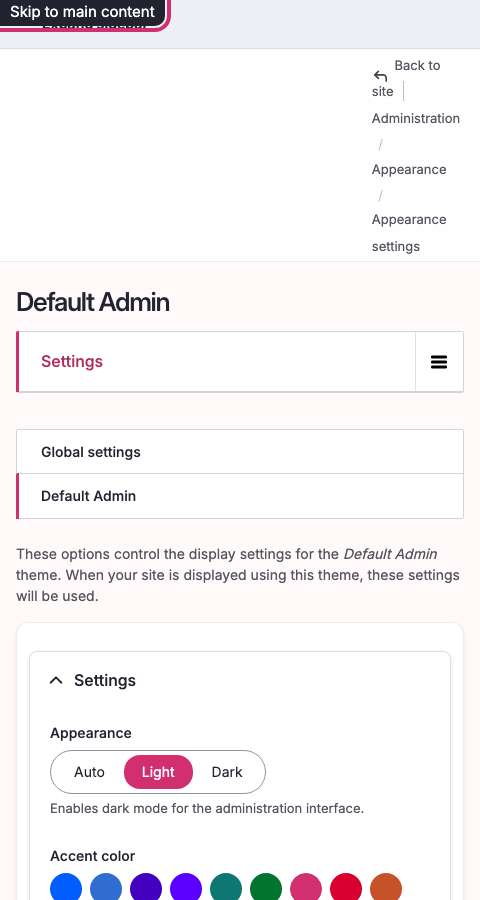 Skip to main content
Back to
site
Administration
/
Appearance
/
Appearance
settings
Default Admin
Settings
Global settings
Default Admin
These options control the display settings for the Default Admin
theme. When your site is displayed using this theme, these settings
will be used.
Settings
Appearance
Auto Light Dark
Enables dark mode for the administration interface.
Accent color